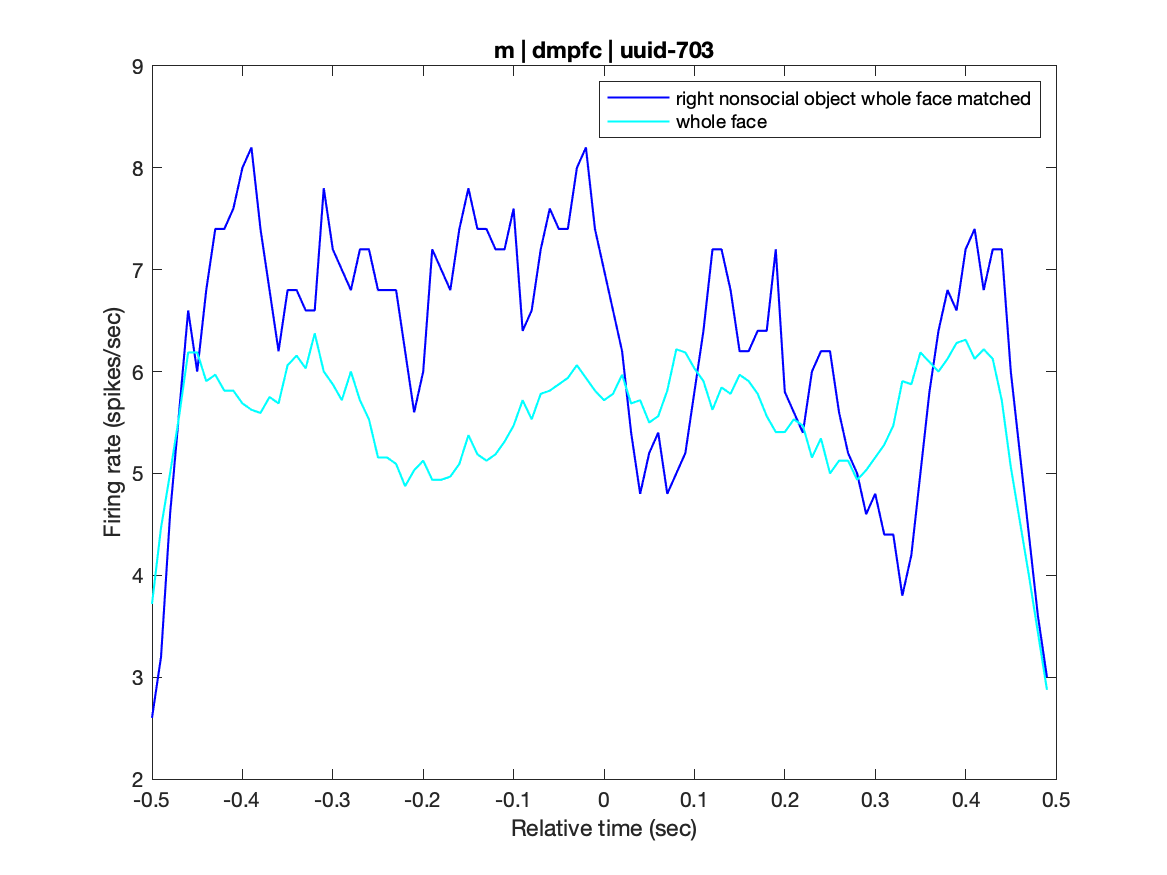 m | dmpfc | uuid-703
right nonsocial object whole face matched
whole face
9
8
7
6
5
4
3
2
Firing rate (spikes/sec)
-0.5 -0.4 -0.3 -0.2 -0.1 0 0.1 0.2 0.3 0.4 0.5
Relative time (sec)